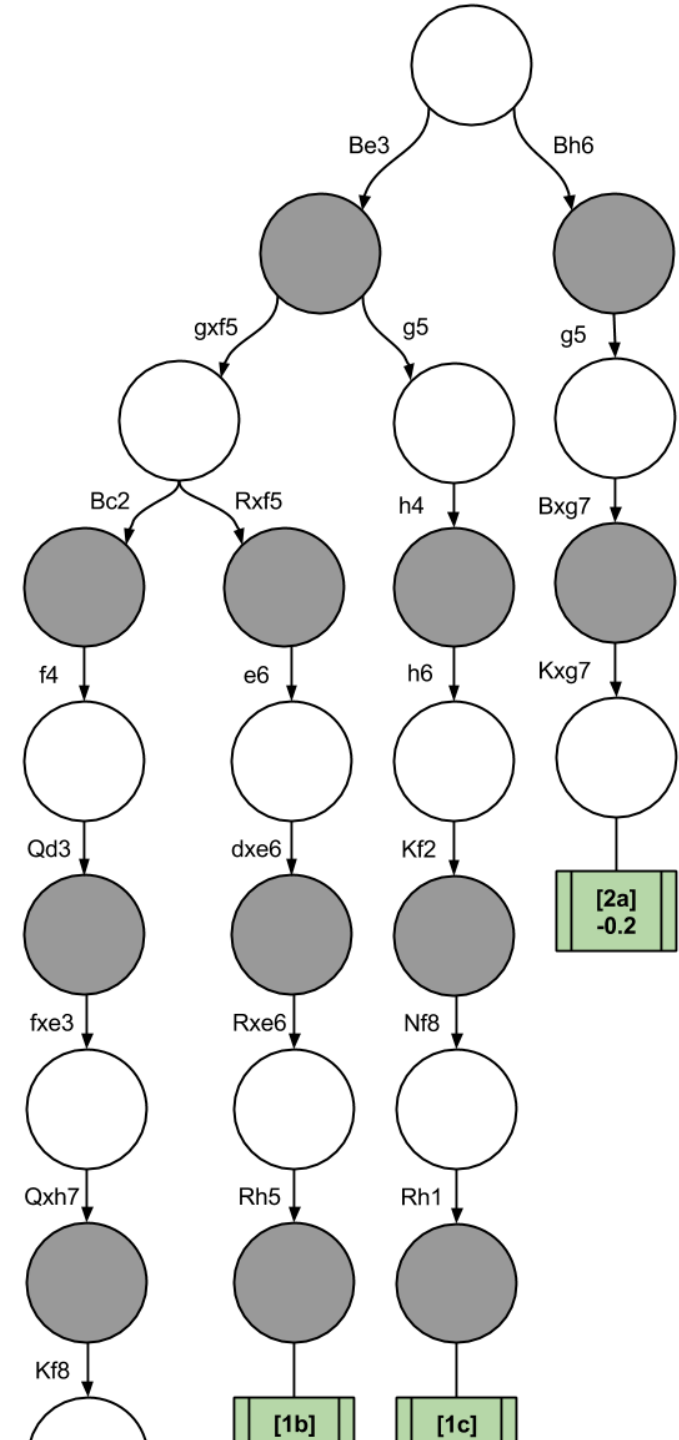 Be3
Bh6
gxf5
g5
g5
Bc2
Rxf5
h4
Bxg7
f4
e6
h6
Kxg7
Qd3
dxe6
Kf2
[2a]
-0.2
fxe3
Rxe6
Nf8
Qxh7
Rh5
Rh1
Kf8
[1b]
[1c]